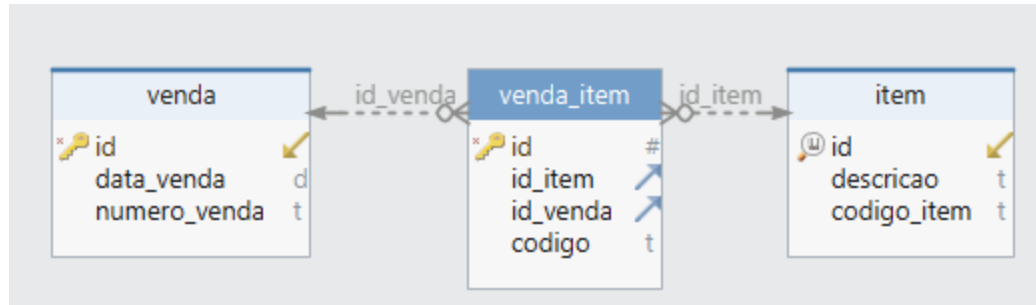 venda
id_venda
venda_item
id_item
item
id
data_venda d
numero_venda t
id #
id_item
id_venda
codigo t
id
descricao t
codigo_item t